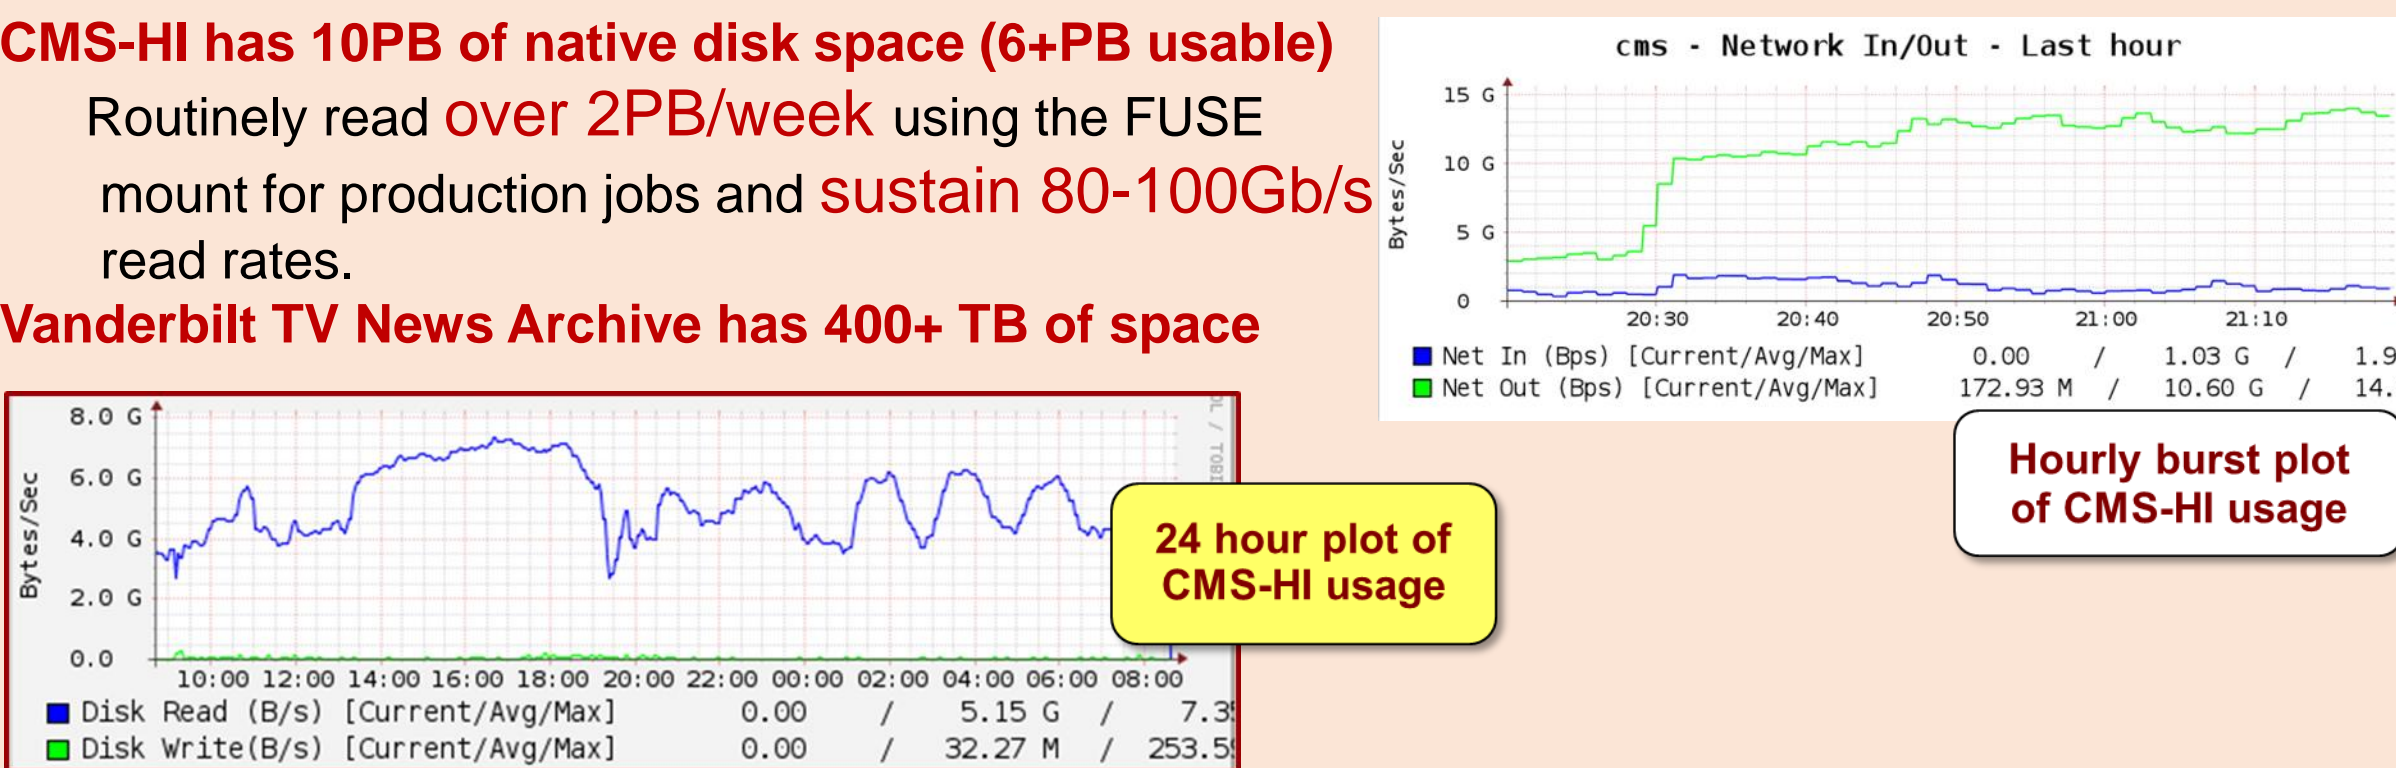 CMS-HI has 10PB of native disk space (6+PB usable)
Routinely read over 2PB/week using the FUSE
mount for production jobs and sustain 80-100Gb/s
read rates.
Vanderbilt TV News Archive has 400+ TB of space
cms - Network In/Out - Last hour
Bytes/Sec
15 G
10 G
5 G
0
20:30 20:40 20:50 21:00 21:10
Net In (Bps) [Current/Avg/Max] 0.00 / 1.03 G / 1.9
Net Out (Bps) [Current/Avg/Max] 172.93 M / 10.60 G / 14.
Hourly burst plot
of CMS-HI usage
Bytes/Sec
8.0 G
6.0 G
4.0 G
2.0 G
0.0
10:00 12:00 14:00 16:00 18:00 20:00 22:00 00:00 02:00 04:00 06:00 08:00
Disk Read (B/s) [Current/Avg/Max] 0.00 / 5.15 G / 7.3
Disk Write(B/s) [Current/Avg/Max] 0.00 / 32.27 M / 253.5
24 hour plot of
CMS-HI usage